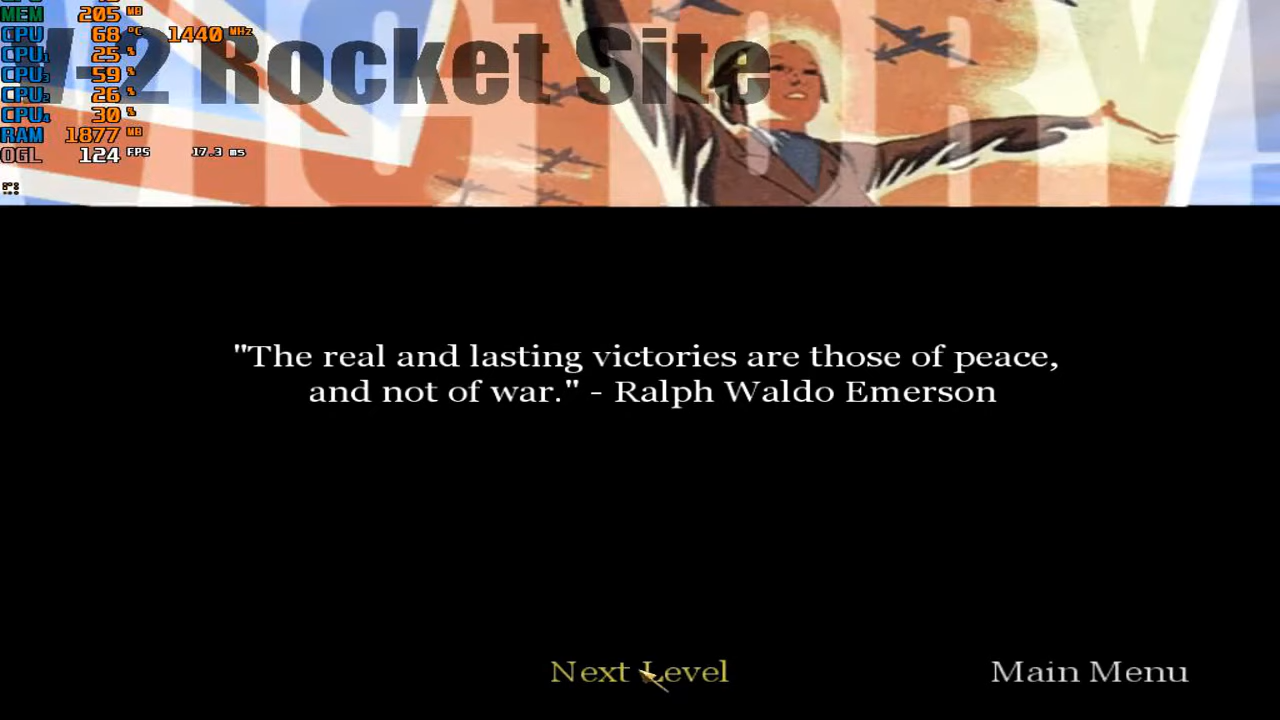 MEM 205 MB
CPU 68 °C 1440 MHz
CPU1 25 %
CPU2 59 %
CPU3 26 %
CPU4 30 %
RAM 1877 MB
OGL 124 FPS 17.3 ms
V-2 Rocket Site
"The real and lasting victories are those of peace,
and not of war." - Ralph Waldo Emerson
Next Level
Main Menu